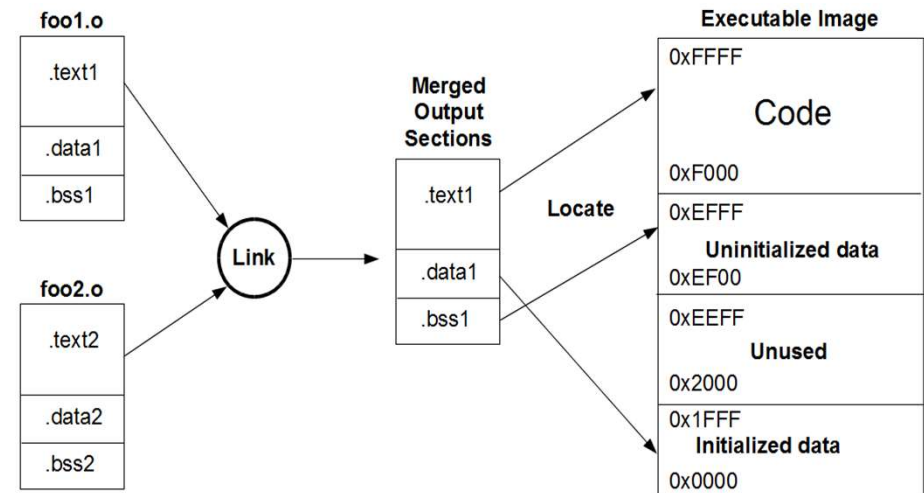 foo1.o
.text1
.data1
.bss1
foo2.o
.text2
.data2
.bss2
Link
Merged
Output
Sections
.text1
.data1
.bss1
Locate
Executable Image
0xFFFF
Code
0xF000
0xEFFF
Uninitialized data
0xEF00
0xEEFF
Unused
0x2000
0x1FFF
Initialized data
0x0000